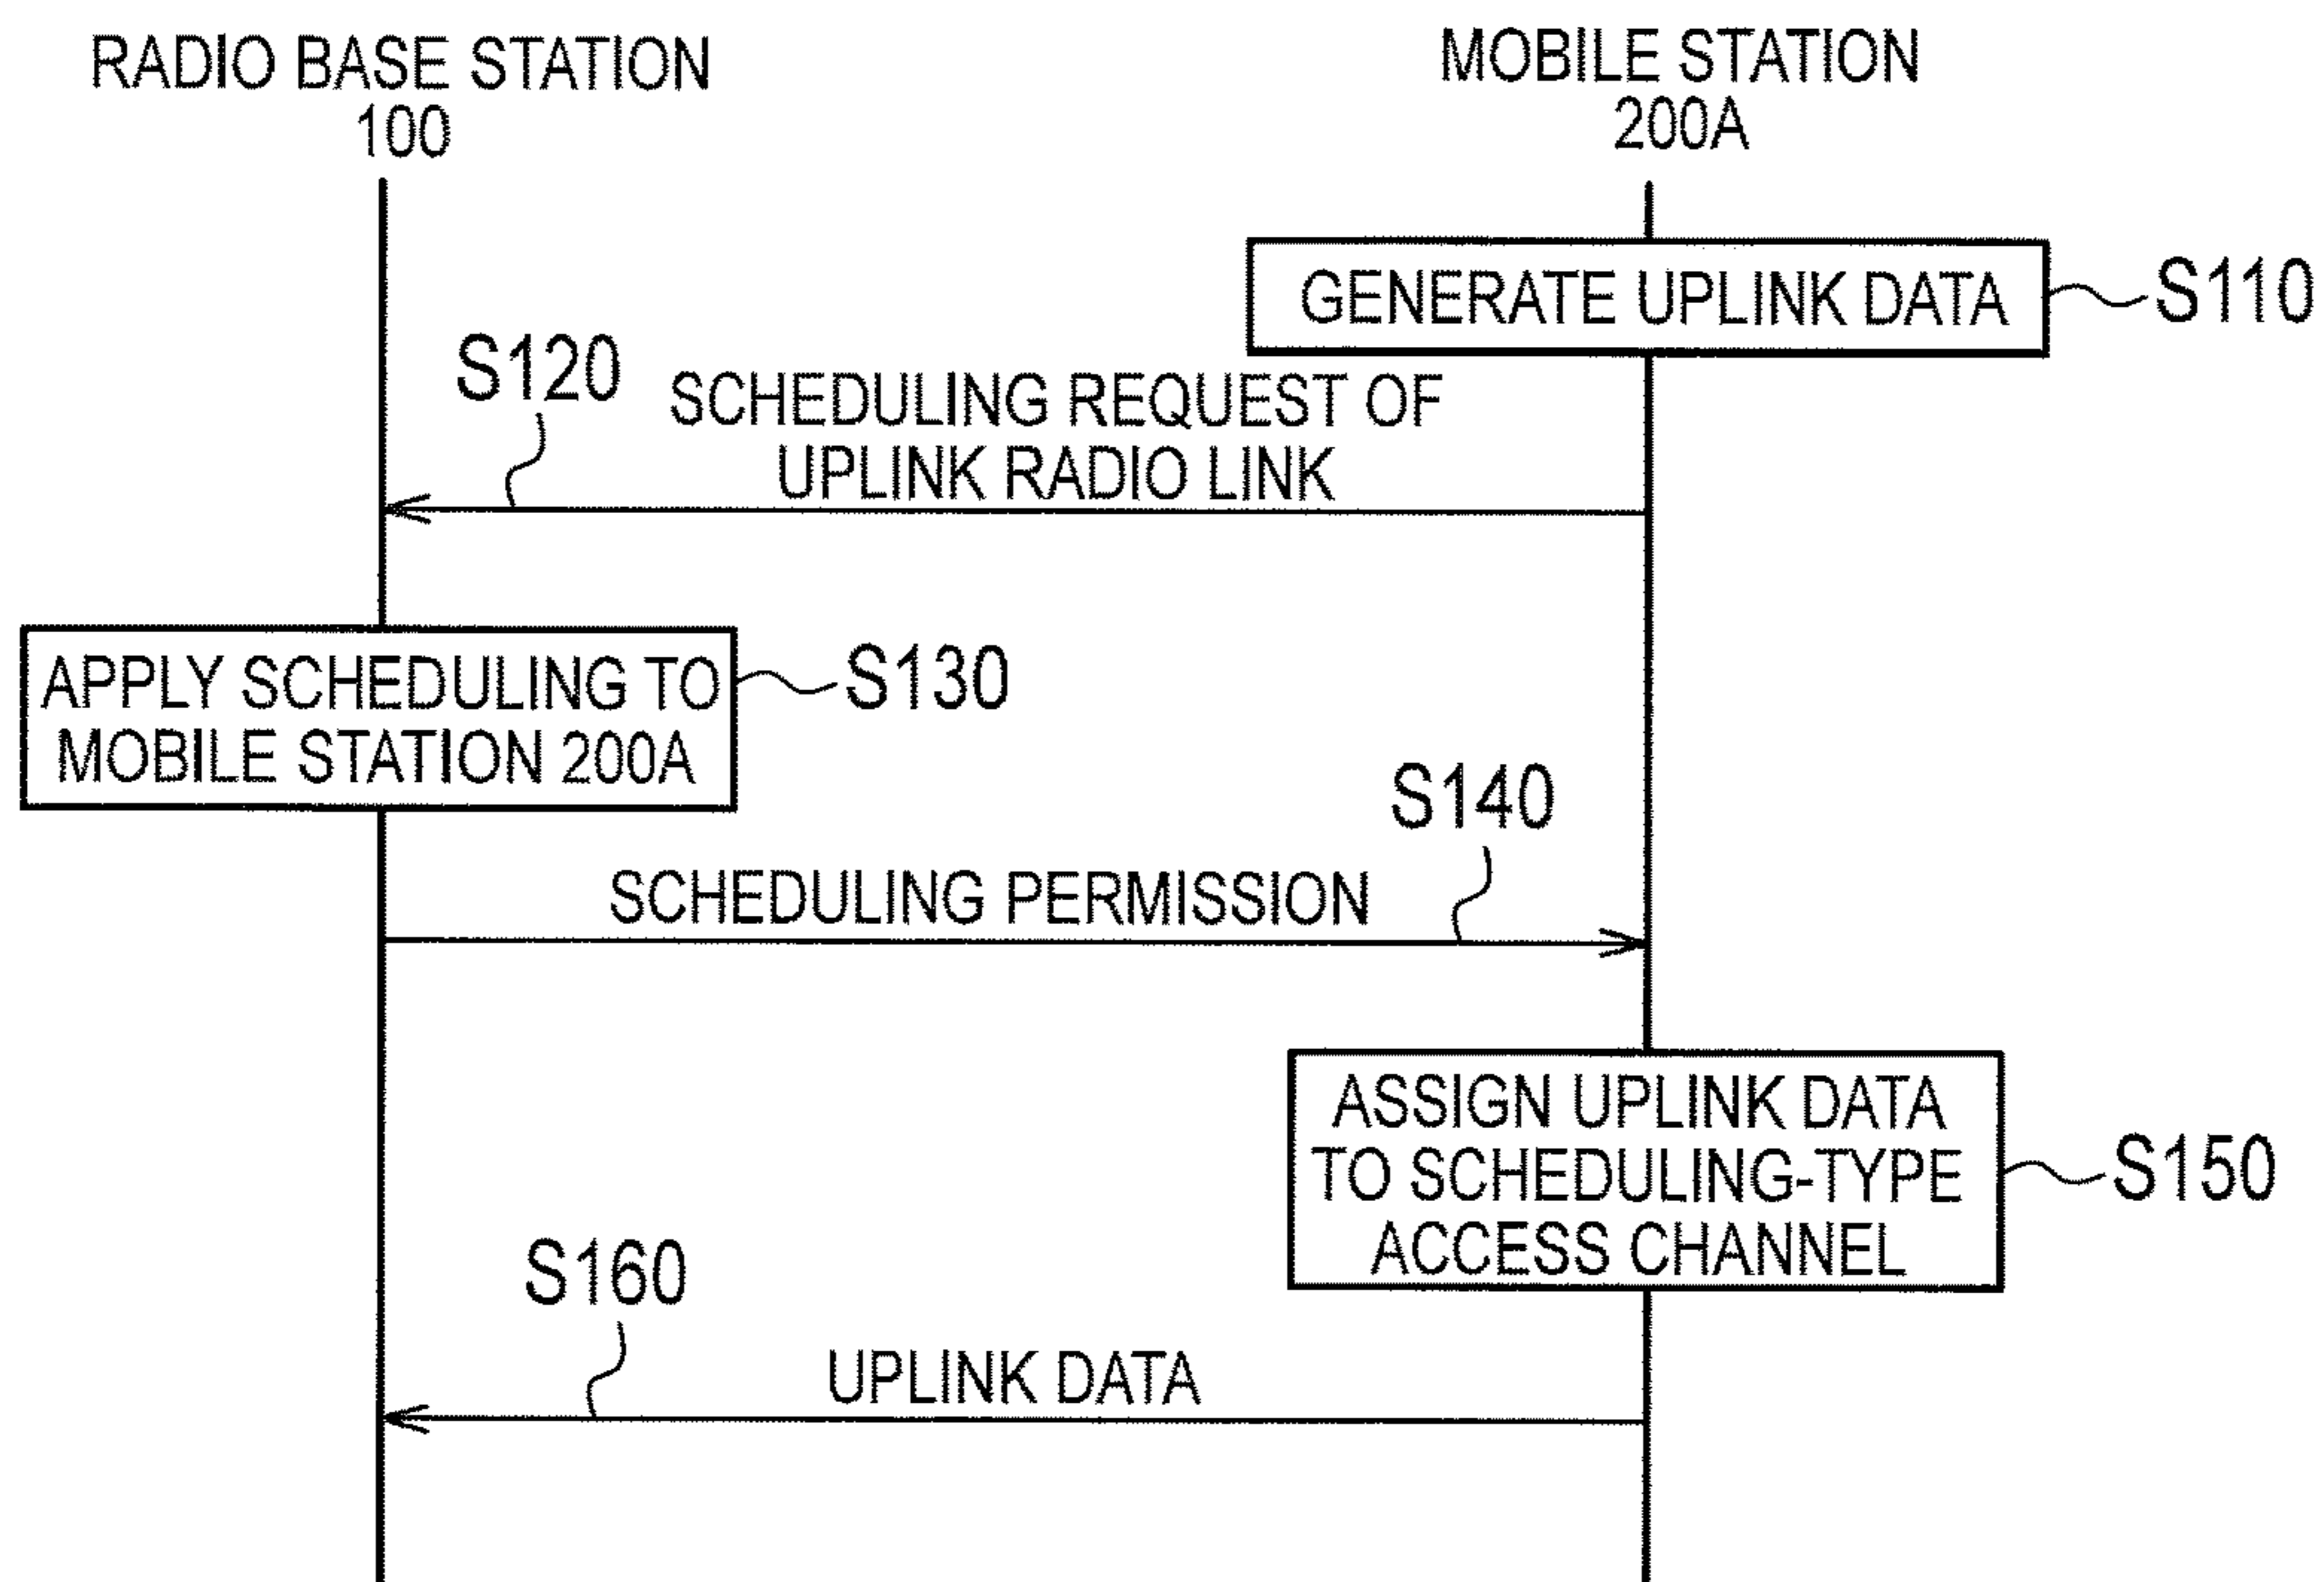 RADIO BASE STATION
100
MOBILE STATION
200A
GENERATE UPLINK DATA
S110
S120
SCHEDULING REQUEST OF
UPLINK RADIO LINK
APPLY SCHEDULING TO
MOBILE STATION 200A
S130
S140
SCHEDULING PERMISSION
ASSIGN UPLINK DATA
TO SCHEDULING-TYPE
ACCESS CHANNEL
S150
S160
UPLINK DATA